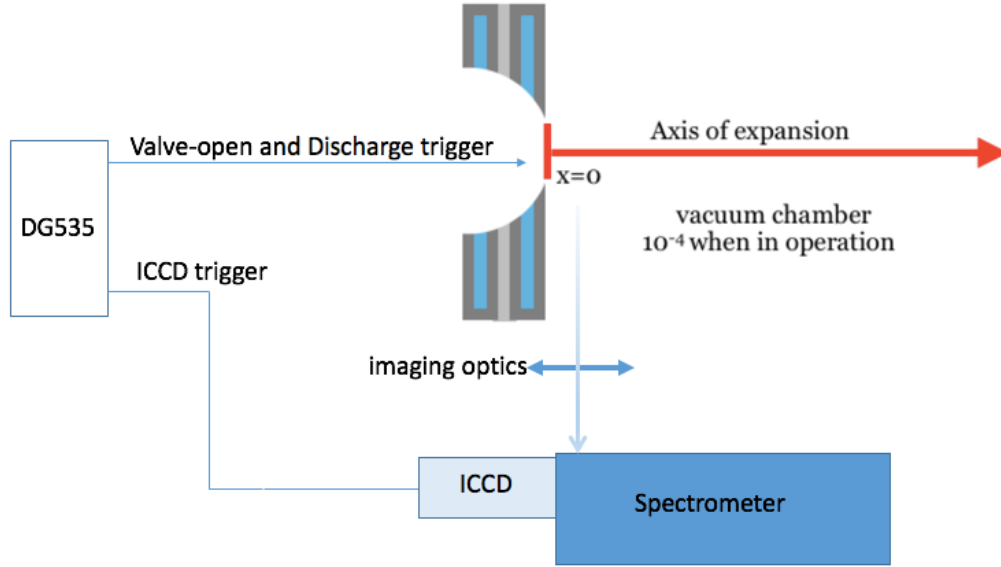 Valve-open and Discharge trigger
Axis of expansion
x=0
DG535
vacuum chamber
10⁻⁴ when in operation
ICCD trigger
imaging optics
ICCD
Spectrometer